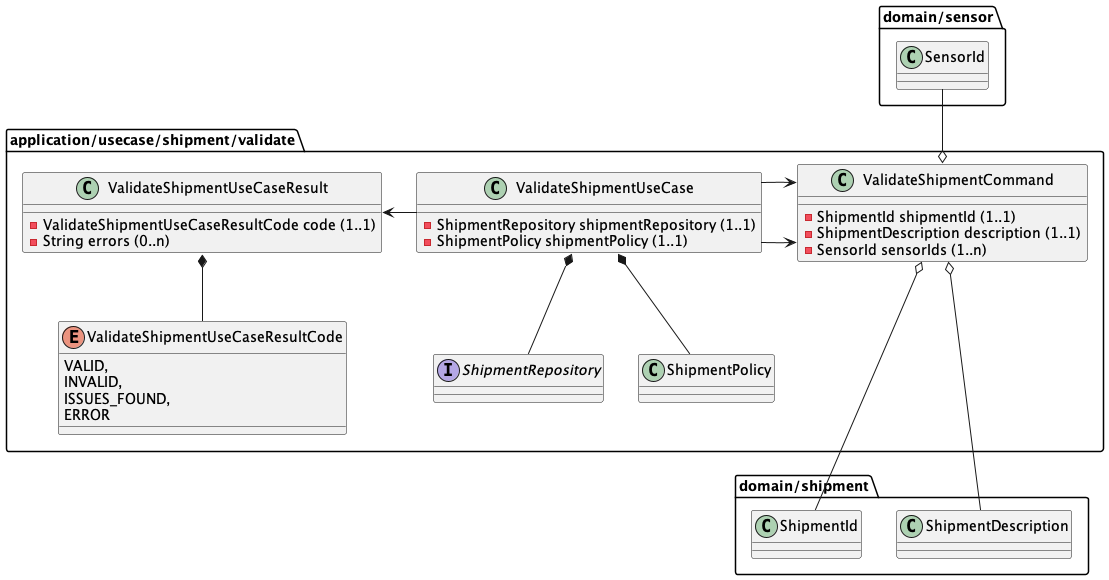 domain/sensor
C SensorId
application/usecase/shipment/validate
C ValidateShipmentUseCaseResult
ValidateShipmentUseCaseResultCode code (1..1)
String errors (0..n)
C ValidateShipmentUseCase
ShipmentRepository shipmentRepository (1..1)
ShipmentPolicy shipmentPolicy (1..1)
C ValidateShipmentCommand
ShipmentId shipmentId (1..1)
ShipmentDescription description (1..1)
SensorId sensorIds (1..n)
E ValidateShipmentUseCaseResultCode
VALID,
INVALID,
ISSUES_FOUND,
ERROR
I ShipmentRepository
C ShipmentPolicy
domain/shipment
C ShipmentId
C ShipmentDescription